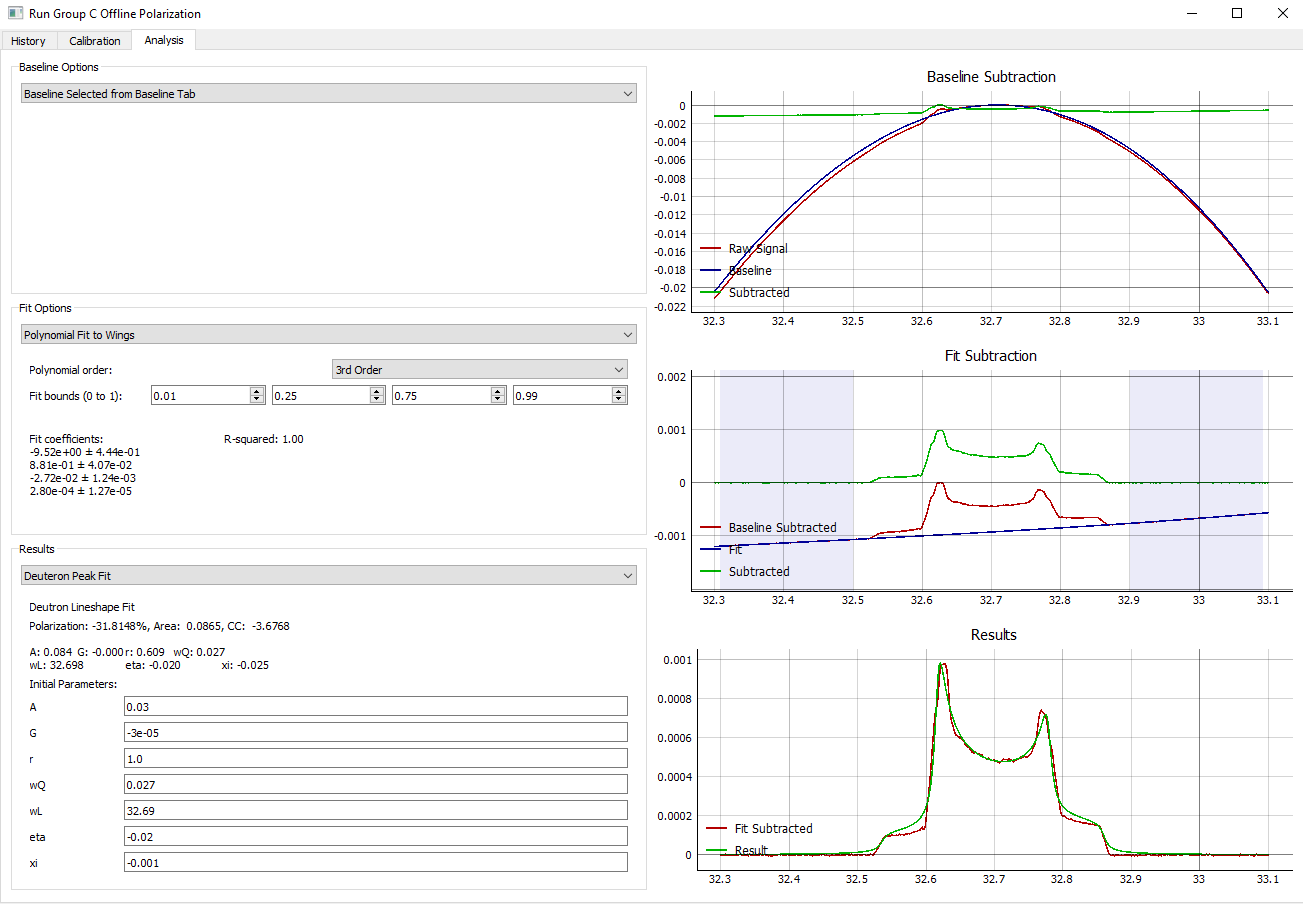 Run Group C Offline Polarization
History Calibration Analysis
Baseline Options
Baseline Selected from Baseline Tab
Fit Options
Polynomial Fit to Wings
Polynomial order: 3rd Order
Fit bounds (0 to 1): 0.01 0.25 0.75 0.99
Fit coefficients: R-squared: 1.00
-9.52e+00 ± 4.44e-01
8.81e-01 ± 4.07e-02
-2.72e-02 ± 1.24e-03
2.80e-04 ± 1.27e-05
Results
Deuteron Peak Fit
Deutron Lineshape Fit
Polarization: -31.8148%, Area: 0.0865, CC: -3.6768
A: 0.084 G: -0.000 r: 0.609 wQ: 0.027
wL: 32.698 eta: -0.020 xi: -0.025
Initial Parameters:
A 0.03
G -3e-05
r 1.0
wQ 0.027
wL 32.69
eta -0.02
xi -0.001
Baseline Subtraction
0
-0.002
-0.004
-0.006
-0.008
-0.01
-0.012
-0.014
-0.016
-0.018
-0.02
-0.022
Raw Signal
Baseline
Subtracted
32.3 32.4 32.5 32.6 32.7 32.8 32.9 33 33.1
Fit Subtraction
0.002
0.001
0
-0.001
Baseline Subtracted
Fit
Subtracted
32.3 32.4 32.5 32.6 32.7 32.8 32.9 33 33.1
Results
0.001
0.0008
0.0006
0.0004
0.0002
0
Fit Subtracted
Result
32.3 32.4 32.5 32.6 32.7 32.8 32.9 33 33.1